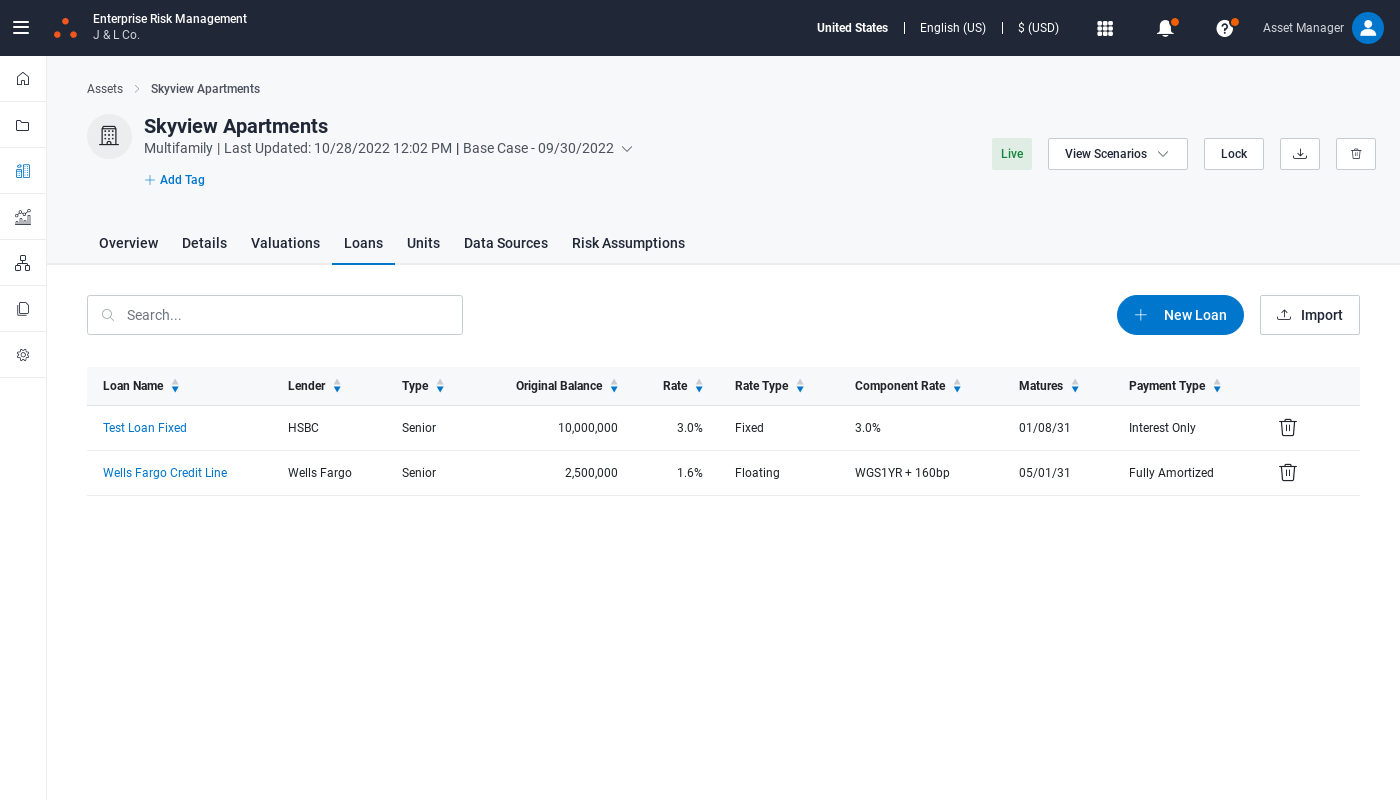 Enterprise Risk Management
J & L Co.
United States | English (US) | $ (USD)
Asset Manager
Assets > Skyview Apartments
Skyview Apartments
Multifamily | Last Updated: 10/28/2022 12:02 PM | Base Case - 09/30/2022
Add Tag
Live
View Scenarios
Lock
Overview Details Valuations Loans Units Data Sources Risk Assumptions
Search...
New Loan
Import
Loan Name Lender Type Original Balance Rate Rate Type Component Rate Matures Payment Type
Test Loan Fixed HSBC Senior 10,000,000 3.0% Fixed 3.0% 01/08/31 Interest Only
Wells Fargo Credit Line Wells Fargo Senior 2,500,000 1.6% Floating WGS1YR + 160bp 05/01/31 Fully Amortized